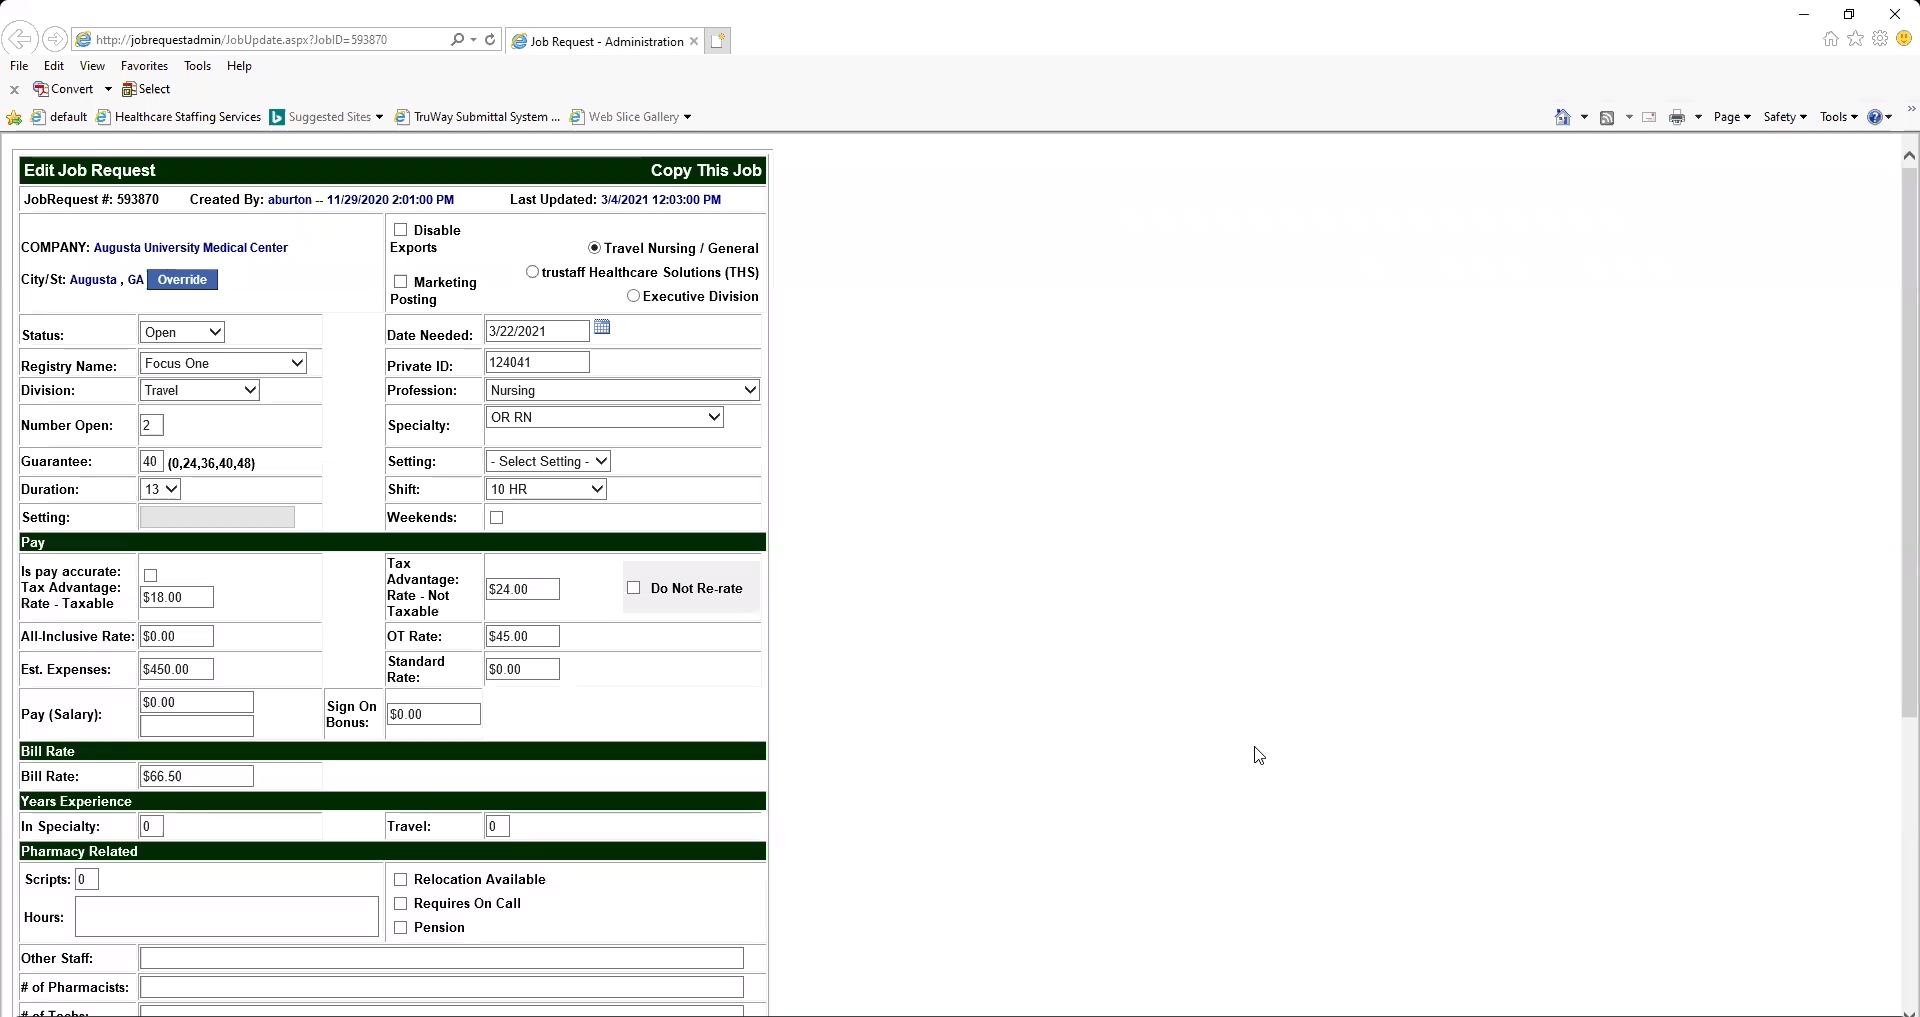 http://jobrequestadmin/JobUpdate.aspx?JobID=593870
Job Request - Administration
File Edit View Favorites Tools Help
x Convert Select
default Healthcare Staffing Services Suggested Sites TruWay Submittal System ... Web Slice Gallery Page Safety Tools
Edit Job Request Copy This Job
JobRequest #: 593870 Created By: aburton -- 11/29/2020 2:01:00 PM Last Updated: 3/4/2021 12:03:00 PM
COMPANY: Augusta University Medical Center
City/St: Augusta , GA Override
Disable Exports
Marketing Posting
Travel Nursing / General
trustaff Healthcare Solutions (THS)
Executive Division
Status: Open Date Needed: 3/22/2021
Registry Name: Focus One Private ID: 124041
Division: Travel Profession: Nursing
Number Open: 2 Specialty: OR RN
Guarantee: 40 (0,24,36,40,48) Setting: - Select Setting -
Duration: 13 Shift: 10 HR
Setting: Weekends:
Pay
Is pay accurate:
Tax Advantage:
Rate - Taxable
$18.00
Tax
Advantage:
Rate - Not
Taxable
$24.00 Do Not Re-rate
All-Inclusive Rate: $0.00 OT Rate: $45.00
Est. Expenses: $450.00 Standard Rate: $0.00
Pay (Salary): $0.00 Sign On Bonus: $0.00
Bill Rate
Bill Rate: $66.50
Years Experience
In Specialty: 0 Travel: 0
Pharmacy Related
Scripts: 0 Relocation Available
Requires On Call
Hours:
Pension
Other Staff:
# of Pharmacists:
# of Techs: